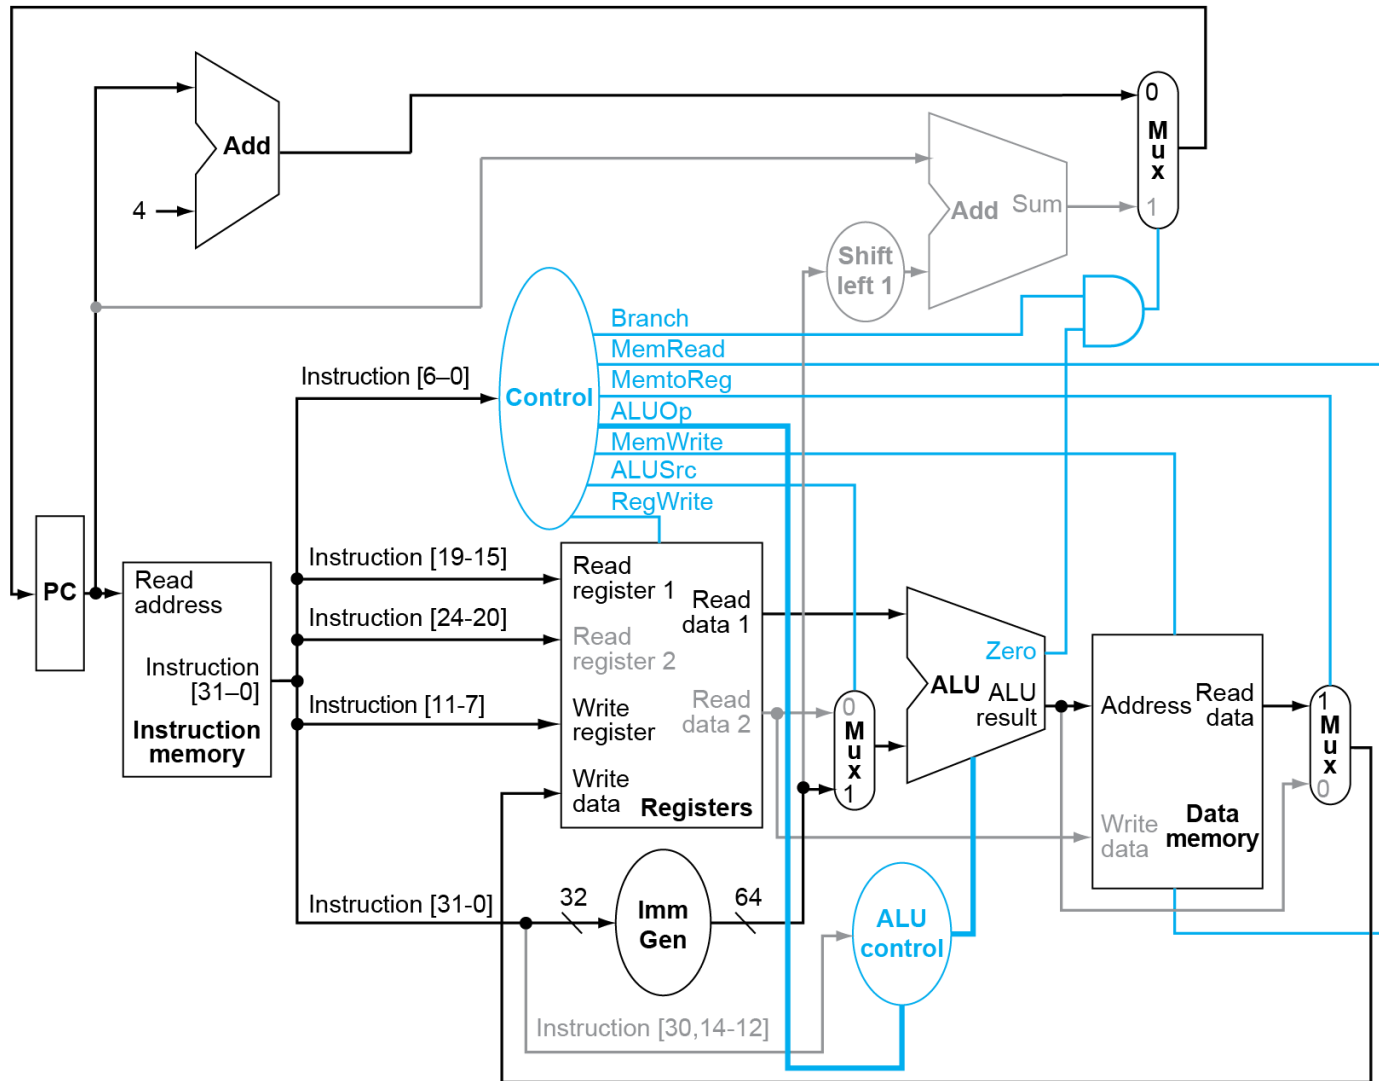 0
M
u
x
1
Add
4
Add
Sum
Shift
left 1
Branch
MemRead
MemtoReg
ALUOp
MemWrite
ALUSrc
RegWrite
Instruction [6–0]
Control
Instruction [19-15]
Instruction [24-20]
Instruction [11-7]
Instruction [31-0]
PC
Read
address
Instruction
[31–0]
Instruction
memory
Read
register 1
Read
register 2
Write
register
Write
data
Read
data 1
Read
data 2
Registers
0
M
u
x
1
Zero
ALU
ALU
result
Address
Read
data
Write
data
Data
memory
1
M
u
x
0
32
Imm
Gen
64
ALU
control
Instruction [30,14-12]